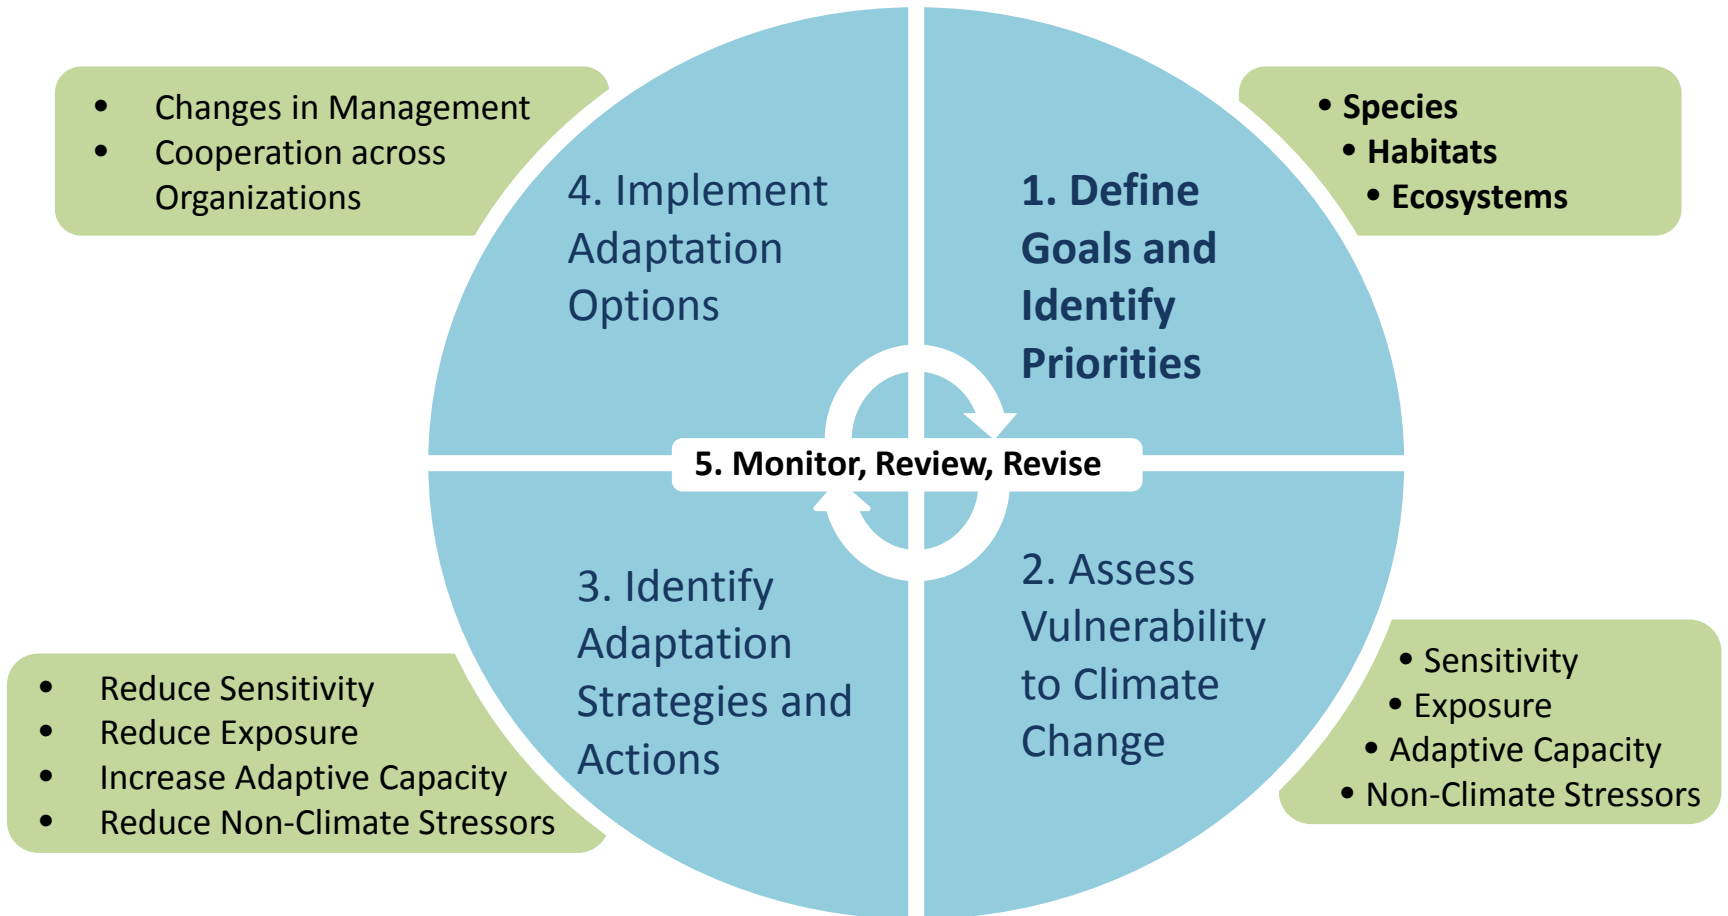 • Changes in Management
• Cooperation across
Organizations
4. Implement
Adaptation
Options
1. Define
Goals and
Identify
Priorities
• Species
• Habitats
• Ecosystems
5. Monitor, Review, Revise
3. Identify
Adaptation
Strategies and
Actions
2. Assess
Vulnerability
to Climate
Change
• Reduce Sensitivity
• Reduce Exposure
• Increase Adaptive Capacity
• Reduce Non-Climate Stressors
• Sensitivity
• Exposure
• Adaptive Capacity
• Non-Climate Stressors